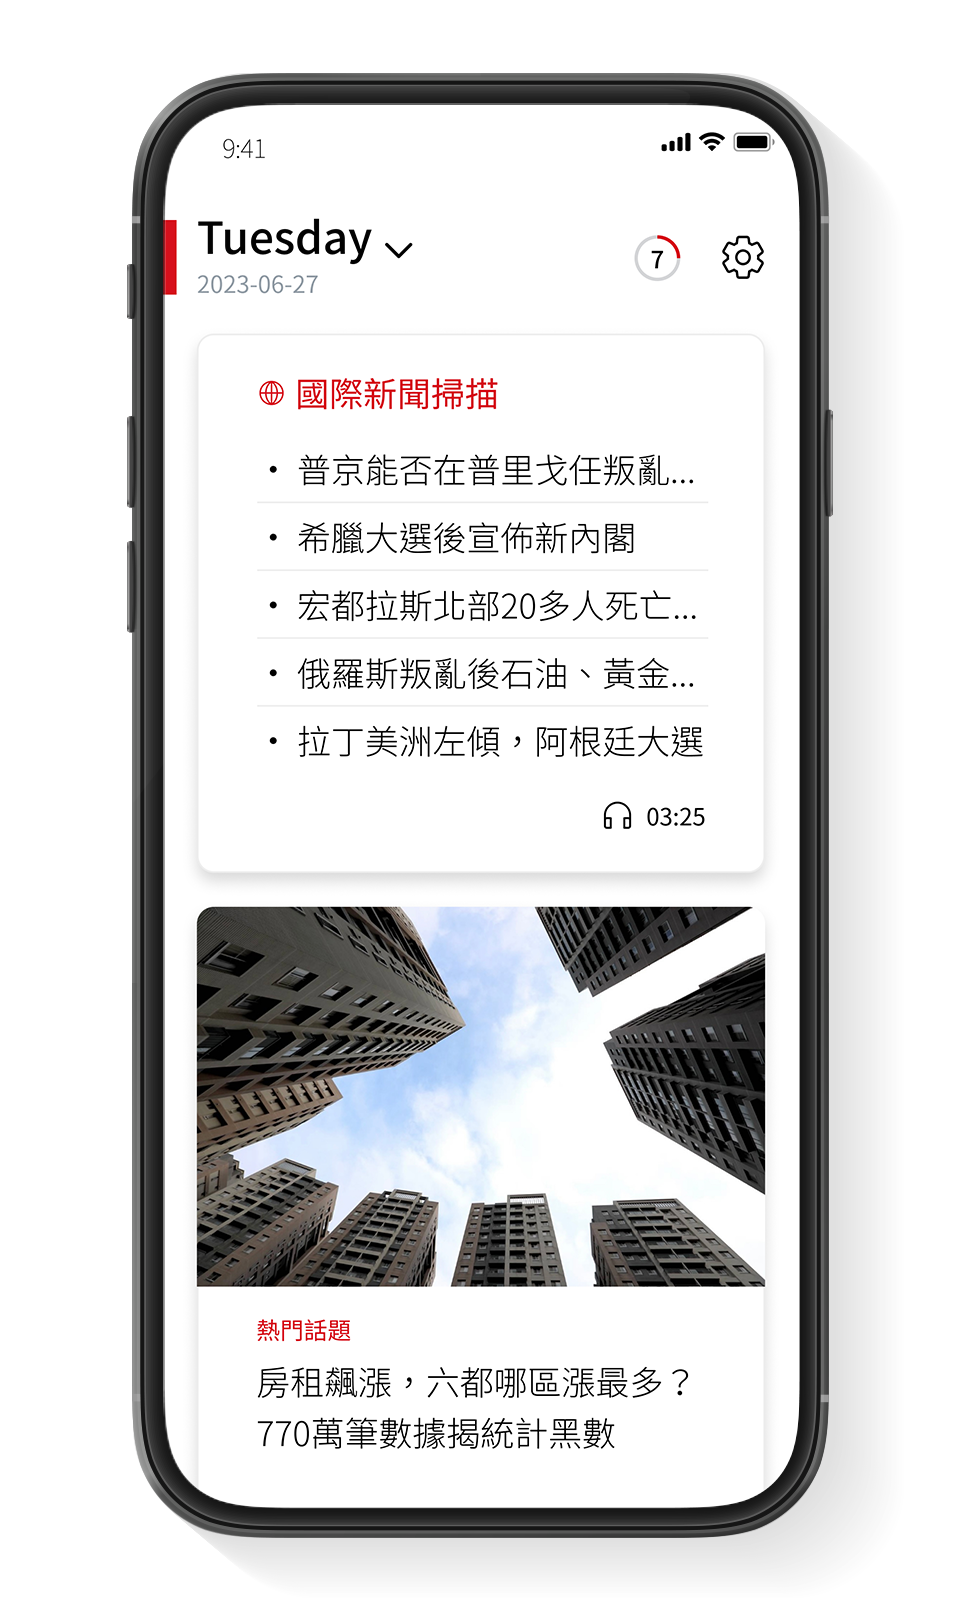 9:41
Tuesday
7
2023-06-27
國際新聞掃描
• 普京能否在普里戈任叛亂...
• 希臘大選後宣佈新內閣
• 宏都拉斯北部20多人死亡...
• 俄羅斯叛亂後石油、黃金...
• 拉丁美洲左傾，阿根廷大選
03:25
熱門話題
房租飆漲，六都哪區漲最多？
770萬筆數據揭統計黑數